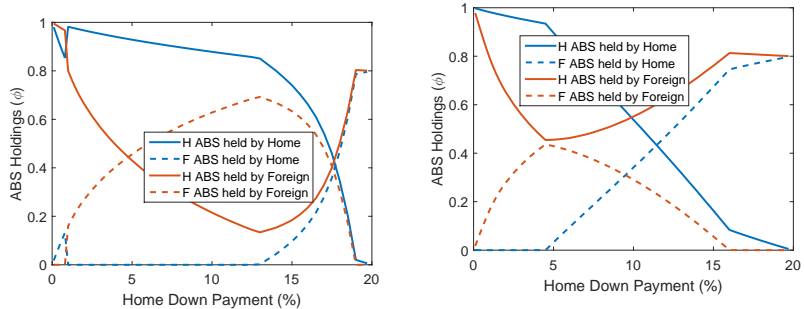 1
0.8
0.6
0.4
0.2
0
ABS Holdings (ϕ)
H ABS held by Home
F ABS held by Home
H ABS held by Foreign
F ABS held by Foreign
0 5 10 15 20
Home Down Payment (%)
1
0.8
0.6
0.4
0.2
0
ABS Holdings (ϕ)
H ABS held by Home
F ABS held by Home
H ABS held by Foreign
F ABS held by Foreign
0 5 10 15 20
Home Down Payment (%)